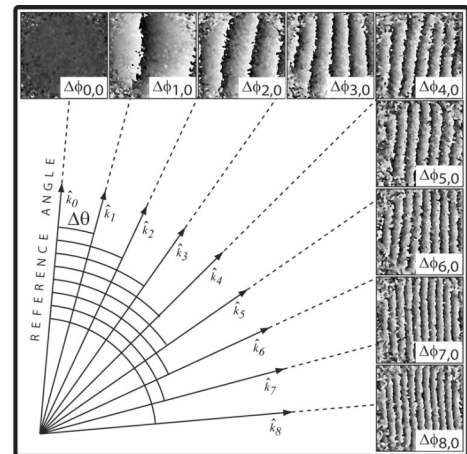 Δϕ0,0
Δϕ1,0
Δϕ2,0
Δϕ3,0
Δϕ4,0
Δϕ5,0
Δϕ6,0
Δϕ7,0
Δϕ8,0
REFERENCE ANGLE
Δθ
k̂0
k̂1
k̂2
k̂3
k̂4
k̂5
k̂6
k̂7
k̂8